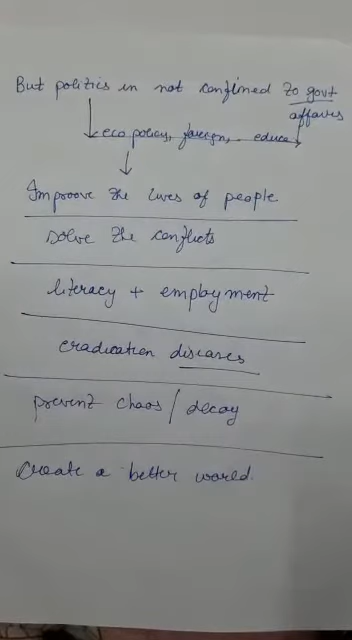 But politics in not confined to govt
affairs
eco policy, foreign, educa
Improove the lives of people
solve the conflicts
literacy + employment
eradication diseases
prevent chaos / decay
Create a better world.